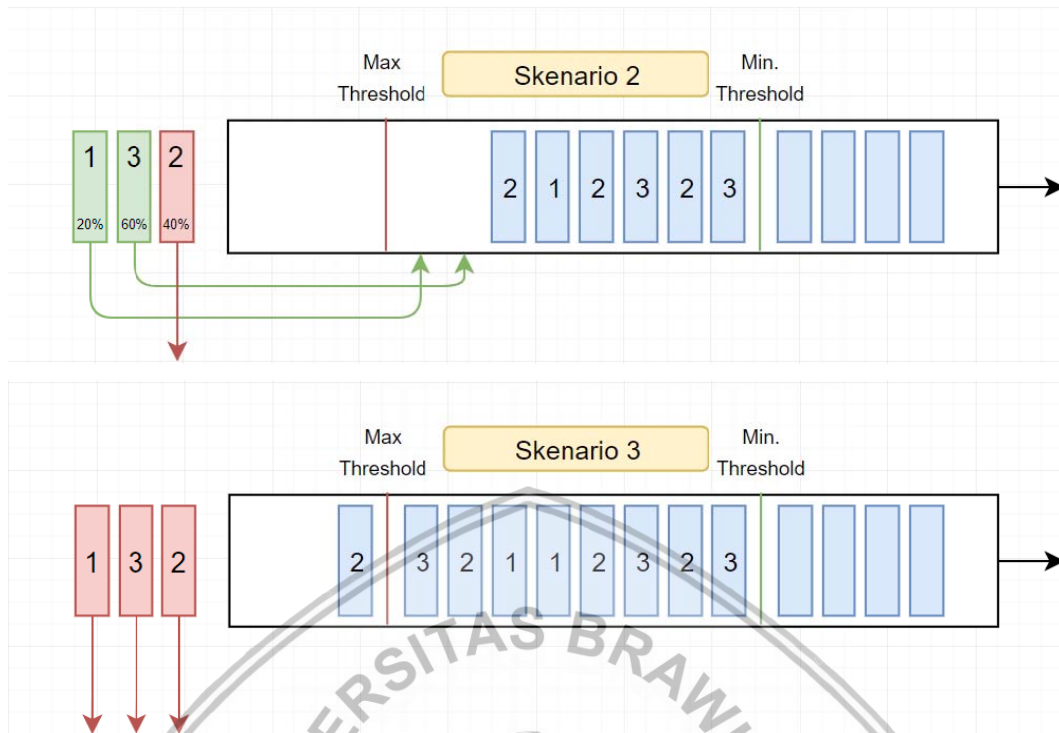 Max
Threshold
Skenario 2
Min.
Threshold
1 3 2
20% 60% 40%
2 1 2 3 2 3
Max
Threshold
Skenario 3
Min.
Threshold
1 3 2
2 3 2 1 1 2 3 2 3
ERSITAS BRAW